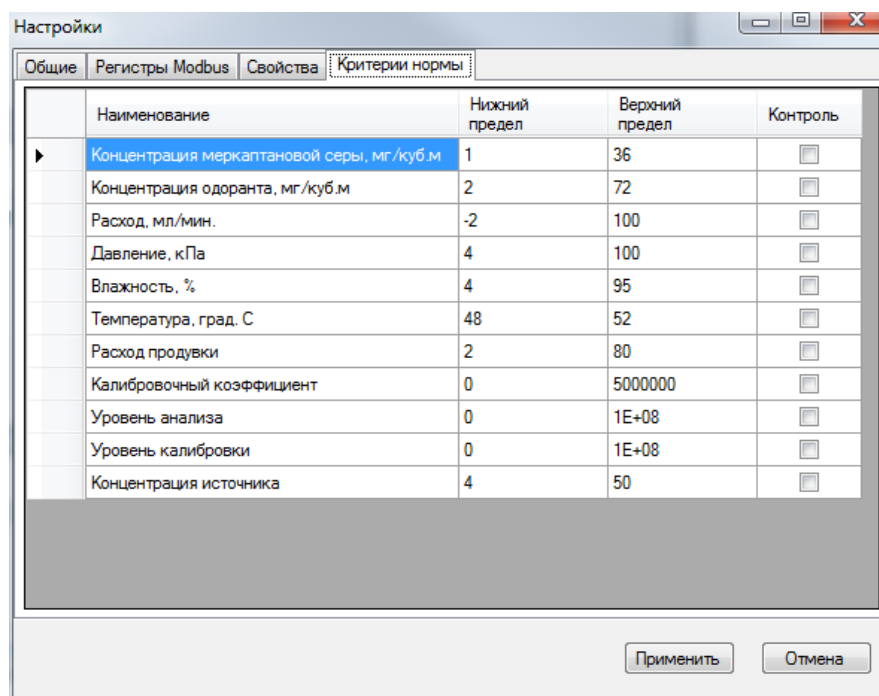 Настройки
Общие Регистры Modbus Свойства Критерии нормы
Наименование Нижний предел Верхний предел Контроль
Концентрация меркаптановой серы, мг/куб.м 1 36
Концентрация одоранта, мг/куб.м 2 72
Расход, мл/мин. -2 100
Давление, кПа 4 100
Влажность, % 4 95
Температура, град. С 48 52
Расход продувки 2 80
Калибровочный коэффициент 0 5000000
Уровень анализа 0 1E+08
Уровень калибровки 0 1E+08
Концентрация источника 4 50
Применить Отмена